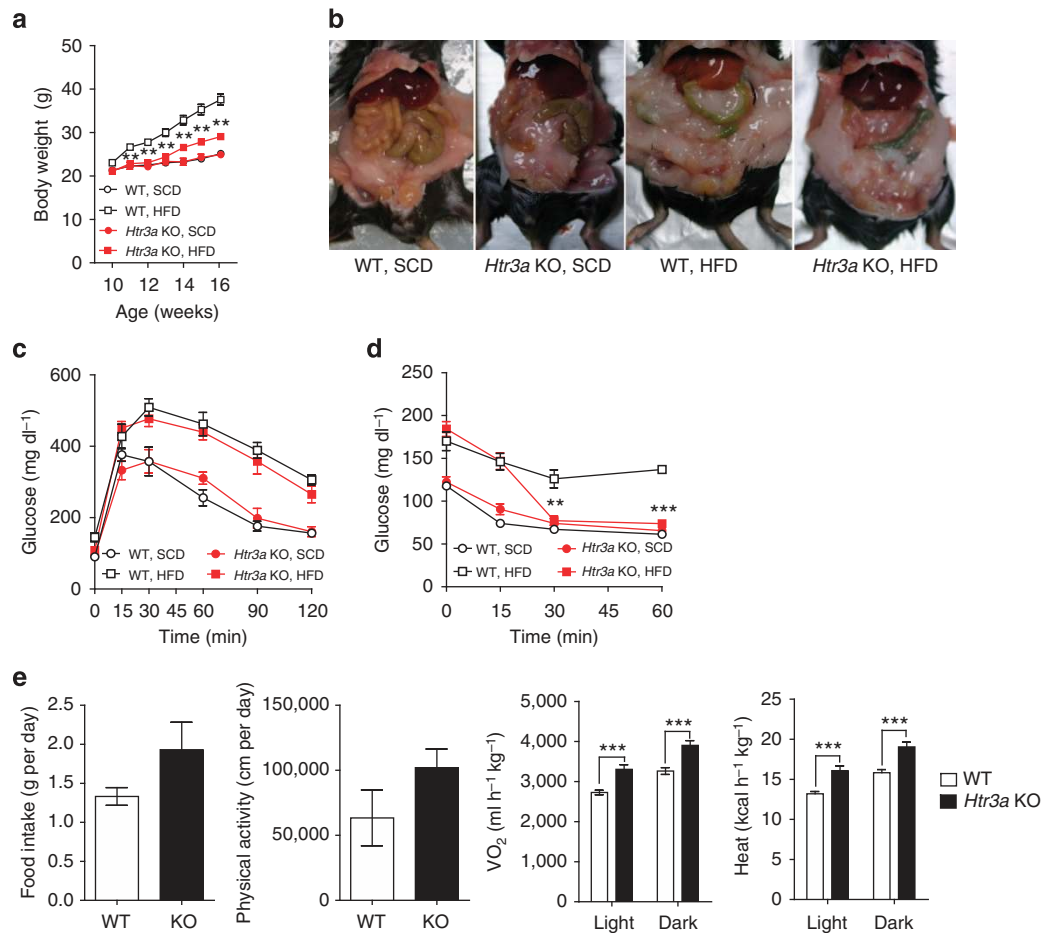 a
50
40
30
20
10
0
Body weight (g)
** ** ** ** ** **
WT, SCD
WT, HFD
Htr3a KO, SCD
Htr3a KO, HFD
10 12 14 16
Age (weeks)
b
WT, SCD
Htr3a KO, SCD
WT, HFD
Htr3a KO, HFD
c
600
400
200
0
Glucose (mg dl⁻¹)
WT, SCD
Htr3a KO, SCD
WT, HFD
Htr3a KO, HFD
0 15 30 45 60 90 120
Time (min)
d
250
200
150
100
50
0
Glucose (mg dl⁻¹)
**
***
WT, SCD
Htr3a KO, SCD
WT, HFD
Htr3a KO, HFD
0 15 30 60
Time (min)
e
2.5
2.0
1.5
1.0
0.5
0.0
Food intake (g per day)
WT KO
150,000
100,000
50,000
0
Physical activity (cm per day)
WT KO
5,000
4,000
3,000
2,000
1,000
0
VO₂ (ml h⁻¹ kg⁻¹)
***
***
Light Dark
25
20
15
10
5
0
Heat (kcal h⁻¹ kg⁻¹)
***
***
Light Dark
WT
Htr3a KO